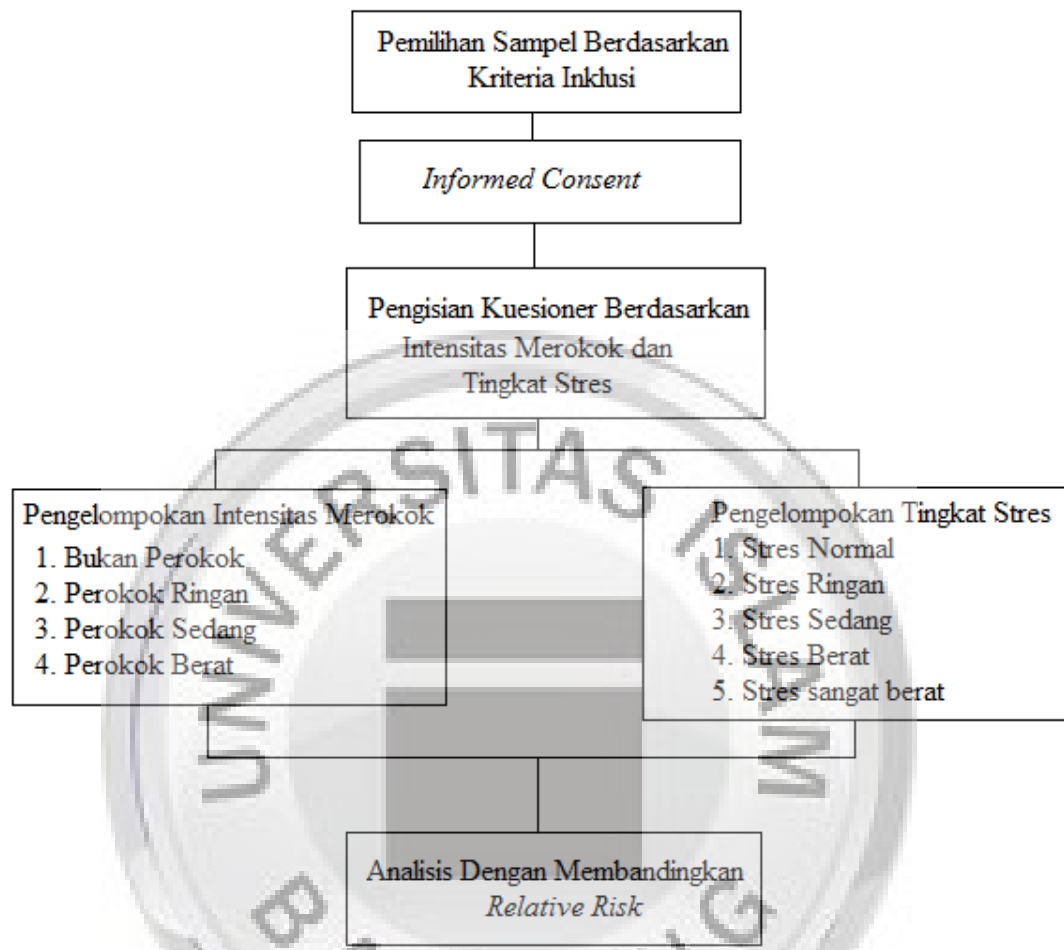 Pemilihan Sampel Berdasarkan
Kriteria Inklusi
Informed Consent
Pengisian Kuesioner Berdasarkan
Intensitas Merokok dan
Tingkat Stres
Pengelompokan Intensitas Merokok
1. Bukan Perokok
2. Perokok Ringan
3. Perokok Sedang
4. Perokok Berat
Pengelompokan Tingkat Stres
1. Stres Normal
2. Stres Ringan
3. Stres Sedang
4. Stres Berat
5. Stres sangat berat
Analisis Dengan Membandingkan
Relative Risk
UNIVERSITAS ISLAM